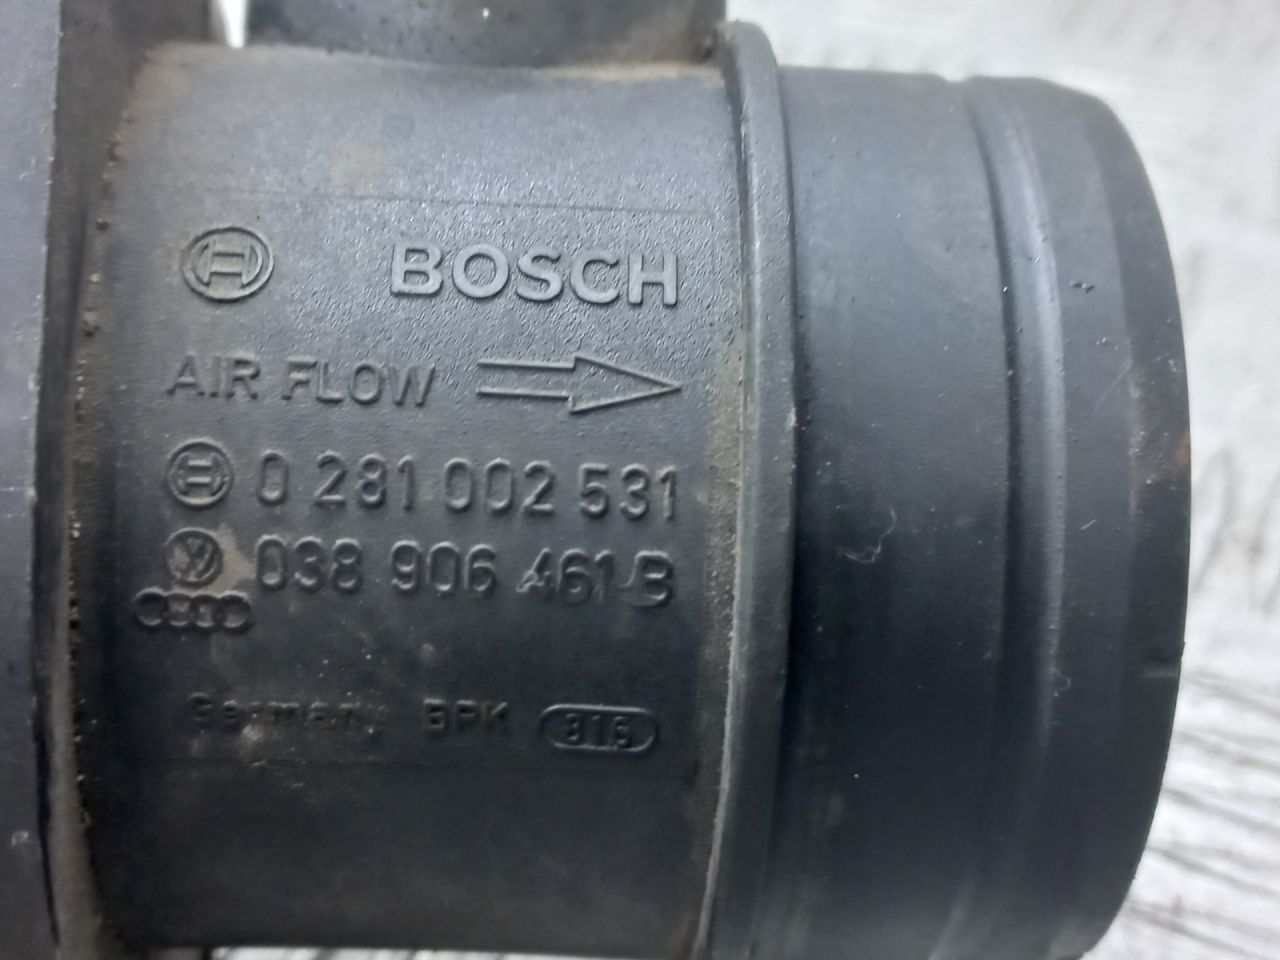 BOSCH
AIR FLOW
0 281 002 531
038 906 461 B
Germany BPK 816